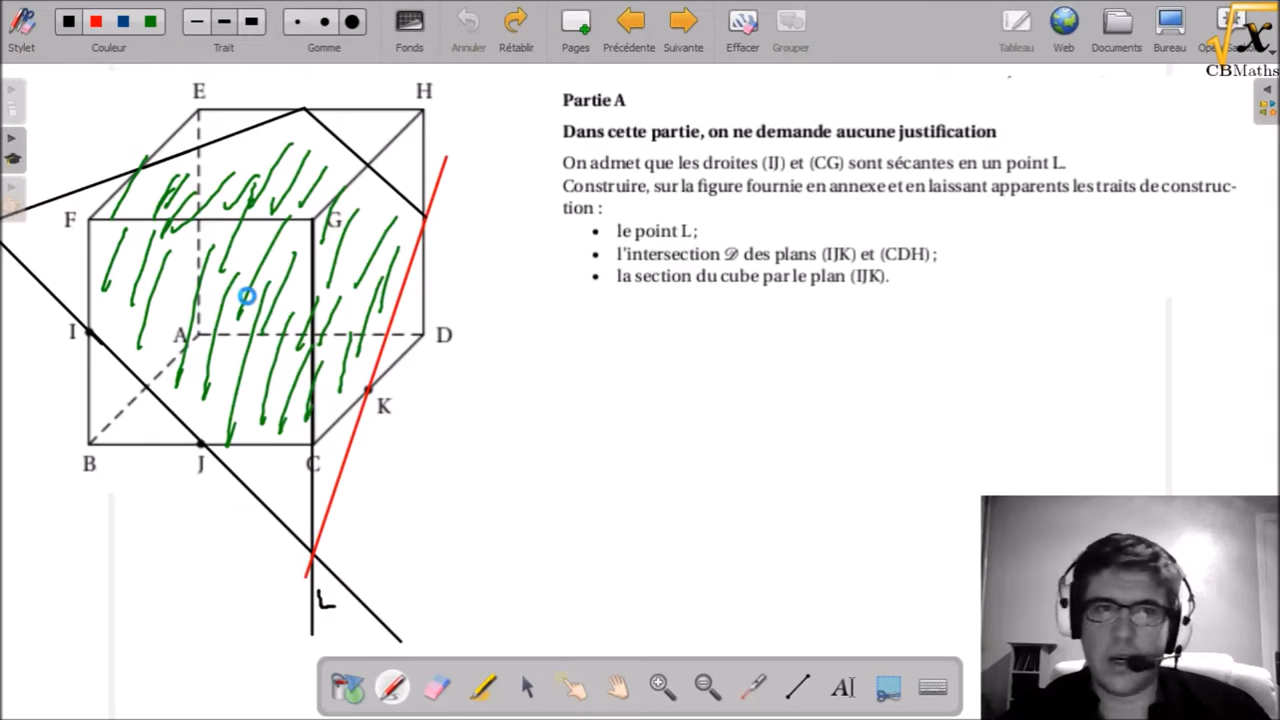 Stylet
Couleur
Trait
Gomme
Fonds
Annuler
Rétablir
Pages
Précédente
Suivante
Effacer
Grouper
Tableau
Web
Documents
Bureau
√x
CBMaths
E
H
F
G
I
A
D
K
B
J
C
L
Partie A
Dans cette partie, on ne demande aucune justification
On admet que les droites (IJ) et (CG) sont sécantes en un point L.
Construire, sur la figure fournie en annexe et en laissant apparents les traits de construc-
tion :
• le point L ;
• l'intersection 𝒟 des plans (IJK) et (CDH) ;
• la section du cube par le plan (IJK).
AI